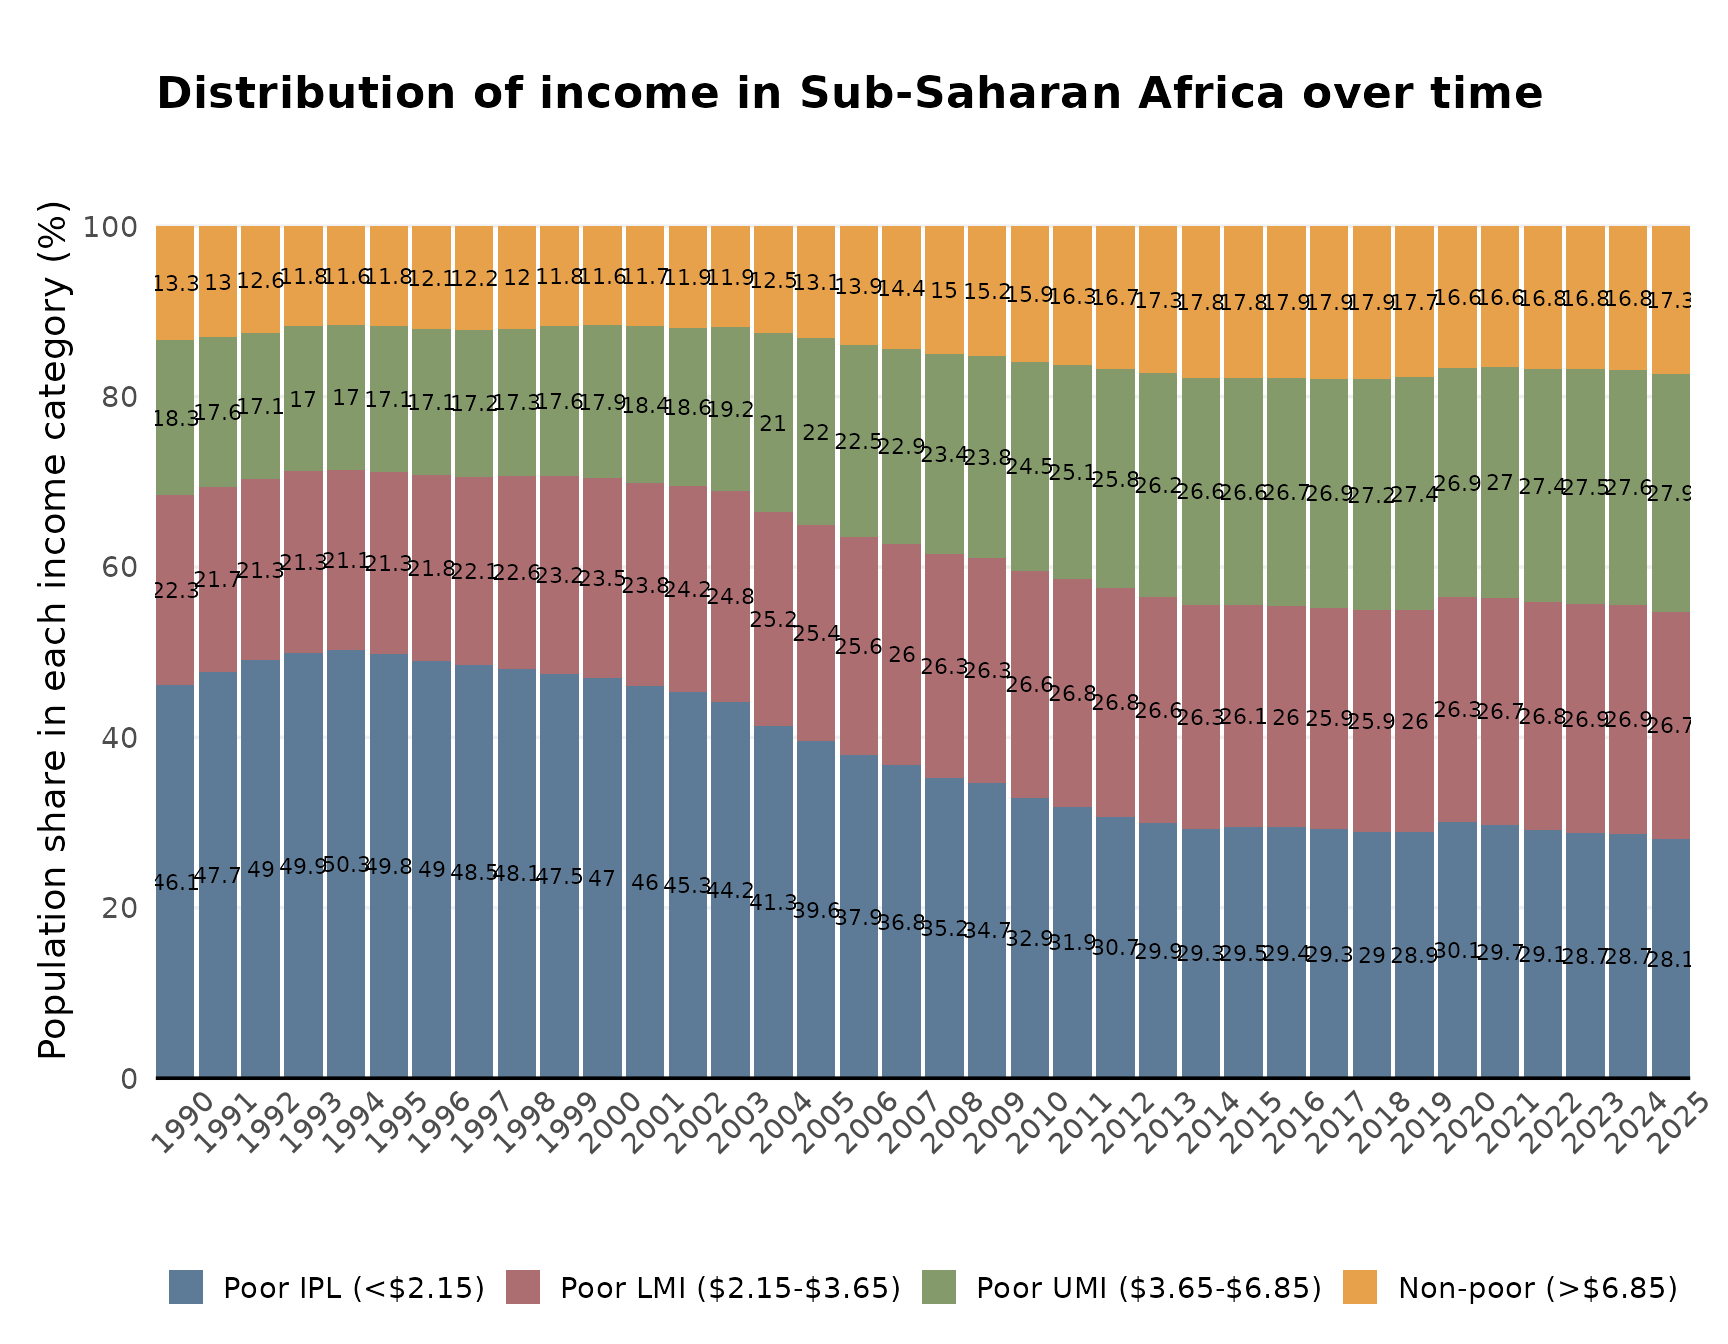 Distribution of income in Sub-Saharan Africa over time
Population share in each income category (%)
100
80
60
40
20
0
13.3 13 12.6 11.8 11.6 11.8 12.1 12.2 12 11.8 11.6 11.7 11.9 11.9 12.5 13.1 13.9 14.4 15 15.2 15.9 16.3 16.7 17.3 17.8 17.8 17.9 17.9 17.9 17.7 16.6 16.6 16.8 16.8 16.8 17.3
18.3 17.6 17.1 17 17 17.1 17.1 17.2 17.3 17.6 17.9 18.4 18.6 19.2 21 22 22.5 22.9 23.4 23.8 24.5 25.1 25.8 26.2 26.6 26.6 26.7 26.9 27.2 27.4 26.9 27 27.4 27.5 27.6 27.9
22.3 21.7 21.3 21.3 21.1 21.3 21.8 22.1 22.6 23.2 23.5 23.8 24.2 24.8 25.2 25.4 25.6 26 26.3 26.3 26.6 26.8 26.8 26.6 26.3 26.1 26 25.9 25.9 26 26.3 26.7 26.8 26.9 26.9 26.7
46.1 47.7 49 49.9 50.3 49.8 49 48.5 48.1 47.5 47 46 45.3 44.2 41.3 39.6 37.9 36.8 35.2 34.7 32.9 31.9 30.7 29.9 29.3 29.5 29.4 29.3 29 28.9 30.1 29.7 29.1 28.7 28.7 28.1
1990 1991 1992 1993 1994 1995 1996 1997 1998 1999 2000 2001 2002 2003 2004 2005 2006 2007 2008 2009 2010 2011 2012 2013 2014 2015 2016 2017 2018 2019 2020 2021 2022 2023 2024 2025
Poor IPL (<$2.15) Poor LMI ($2.15-$3.65) Poor UMI ($3.65-$6.85) Non-poor (>$6.85)